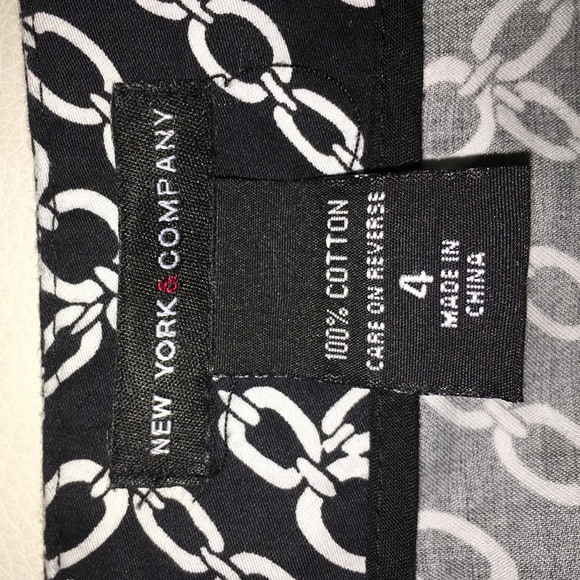 NEW YORK & COMPANY
100% COTTON
CARE ON REVERSE
4
MADE IN
CHINA